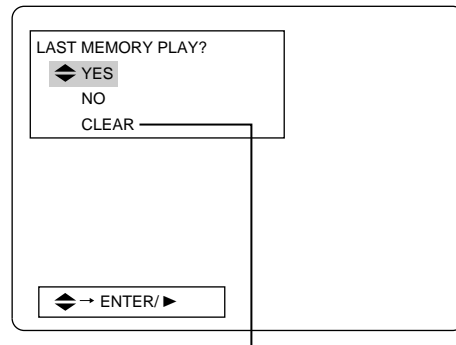 LAST MEMORY PLAY?
YES
NO
CLEAR
→ ENTER/ ►